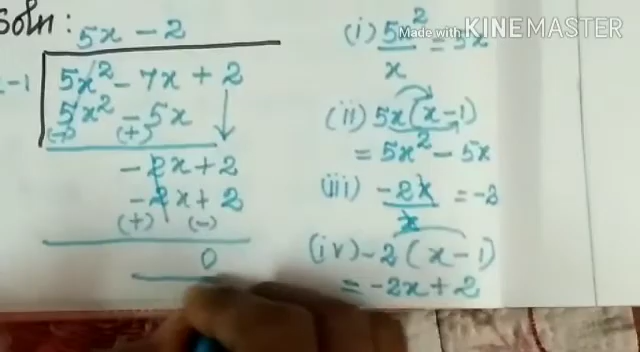 Soln :
5x − 2
x−1
5x² − 7x + 2
5x² − 5x
(−) (+)
−2x + 2
−2x + 2
(+) (−)
0
(i) 5x² = 5x
x
Made with KINEMASTER
(ii) 5x(x−1)
= 5x² − 5x
(iii) −2x = −2
x
(iv) −2(x−1)
= −2x + 2